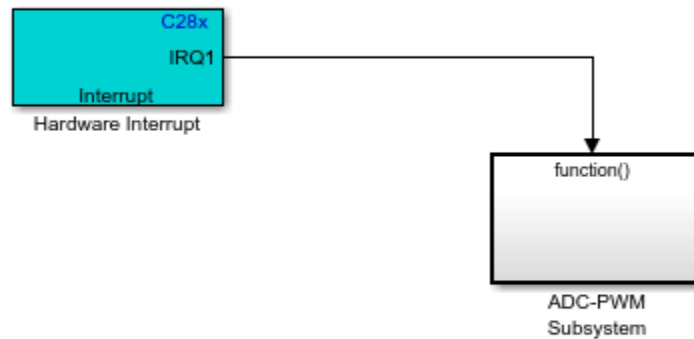 C28x
IRQ1
Interrupt
Hardware Interrupt
function()
ADC-PWM
Subsystem